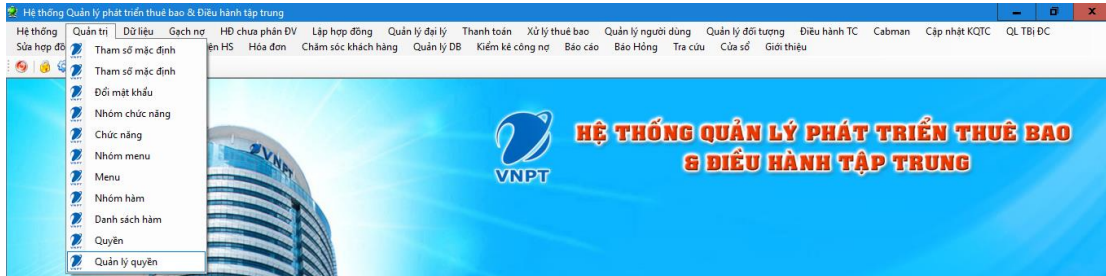 Hệ thống Quản lý phát triển thuê bao & Điều hành tập trung
Hệ thống Quản trị Dữ liệu Gạch nợ HĐ chưa phân ĐV Lập hợp đồng Quản lý đại lý Thanh toán Xử lý thuê bao Quản lý người dùng Quản lý đối tượng Điều hành TC Cabman Cập nhật KQTC QL TBị ĐC
Sửa hợp đồ ện HS Hóa đơn Chăm sóc khách hàng Quản lý DB Kiểm kê công nợ Báo cáo Báo Hỏng Tra cứu Cửa sổ Giới thiệu
Tham số mặc định
Tham số mặc định
Đổi mật khẩu
Nhóm chức năng
Chức năng
Nhóm menu
Menu
Nhóm hàm
Danh sách hàm
Quyền
Quản lý quyền
VNPT
VNPT
HỆ THỐNG QUẢN LÝ PHÁT TRIỂN THUÊ BAO
& ĐIỀU HÀNH TẬP TRUNG